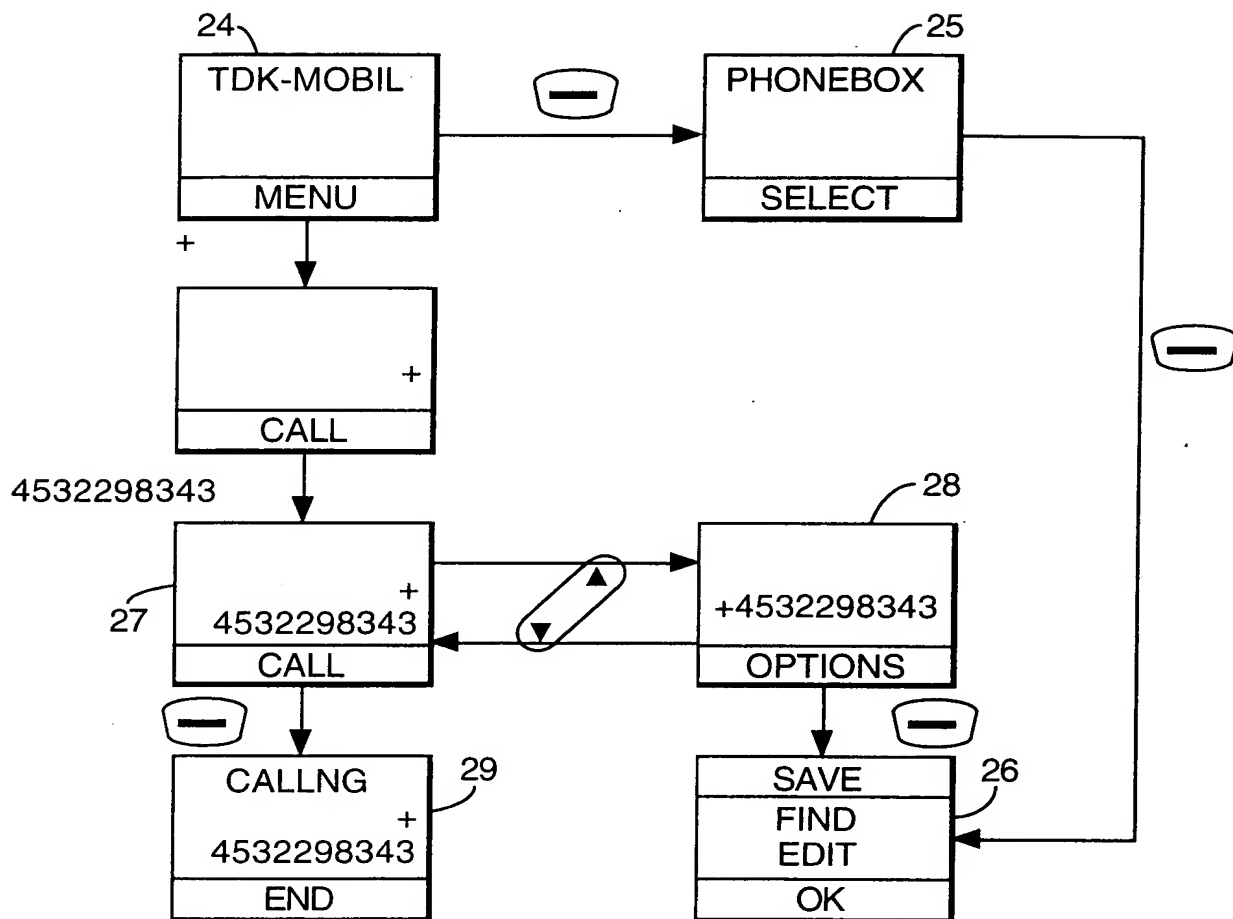 24
TDK-MOBIL
MENU
25
PHONEBOX
SELECT
+
+
CALL
4532298343
27
+
4532298343
CALL
28
+4532298343
OPTIONS
CALLNG
+
4532298343
END
29
SAVE
FIND
EDIT
OK
26